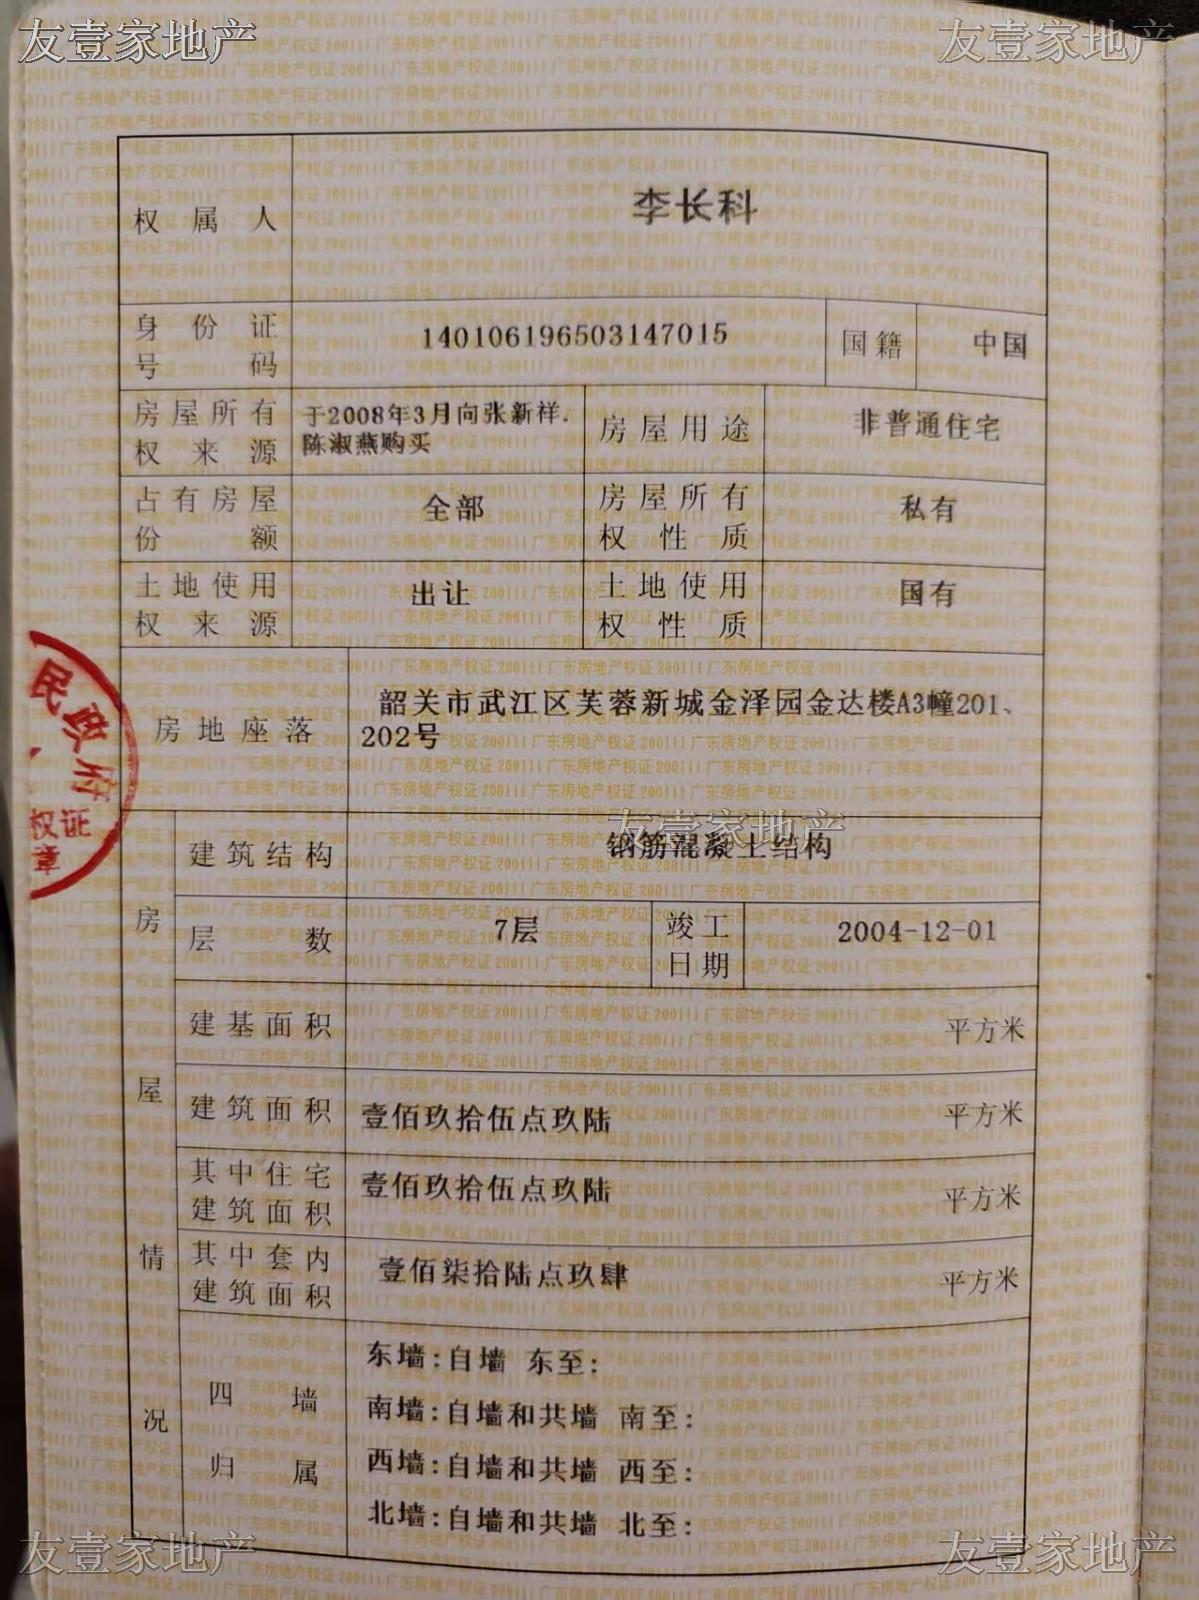 友壹家地产 友壹家地产
权属人 李长科
身份证号码 140106196503147015 国籍 中国
房屋所有权来源 于2008年3月向张新祥.
陈淑燕购买
房屋用途 非普通住宅
占有房屋份额 全部 房屋所有权性质 私有
土地使用权来源 出让 土地使用权性质 国有
房地座落 韶关市武江区芙蓉新城金泽园金达楼A3幢201、
202号
民政府
权证
章
友壹家地产
房屋情况
建筑结构 钢筋混凝土结构
层数 7层 竣工日期 2004-12-01
建基面积 平方米
建筑面积 壹佰玖拾伍点玖陆 平方米
其中住宅建筑面积 壹佰玖拾伍点玖陆 平方米
其中套内建筑面积 壹佰柒拾陆点玖肆 平方米
四墙归属
东墙:自墙 东至:
南墙:自墙和共墙 南至:
西墙:自墙和共墙 西至:
北墙:自墙和共墙 北至:
友壹家地产 友壹家地产